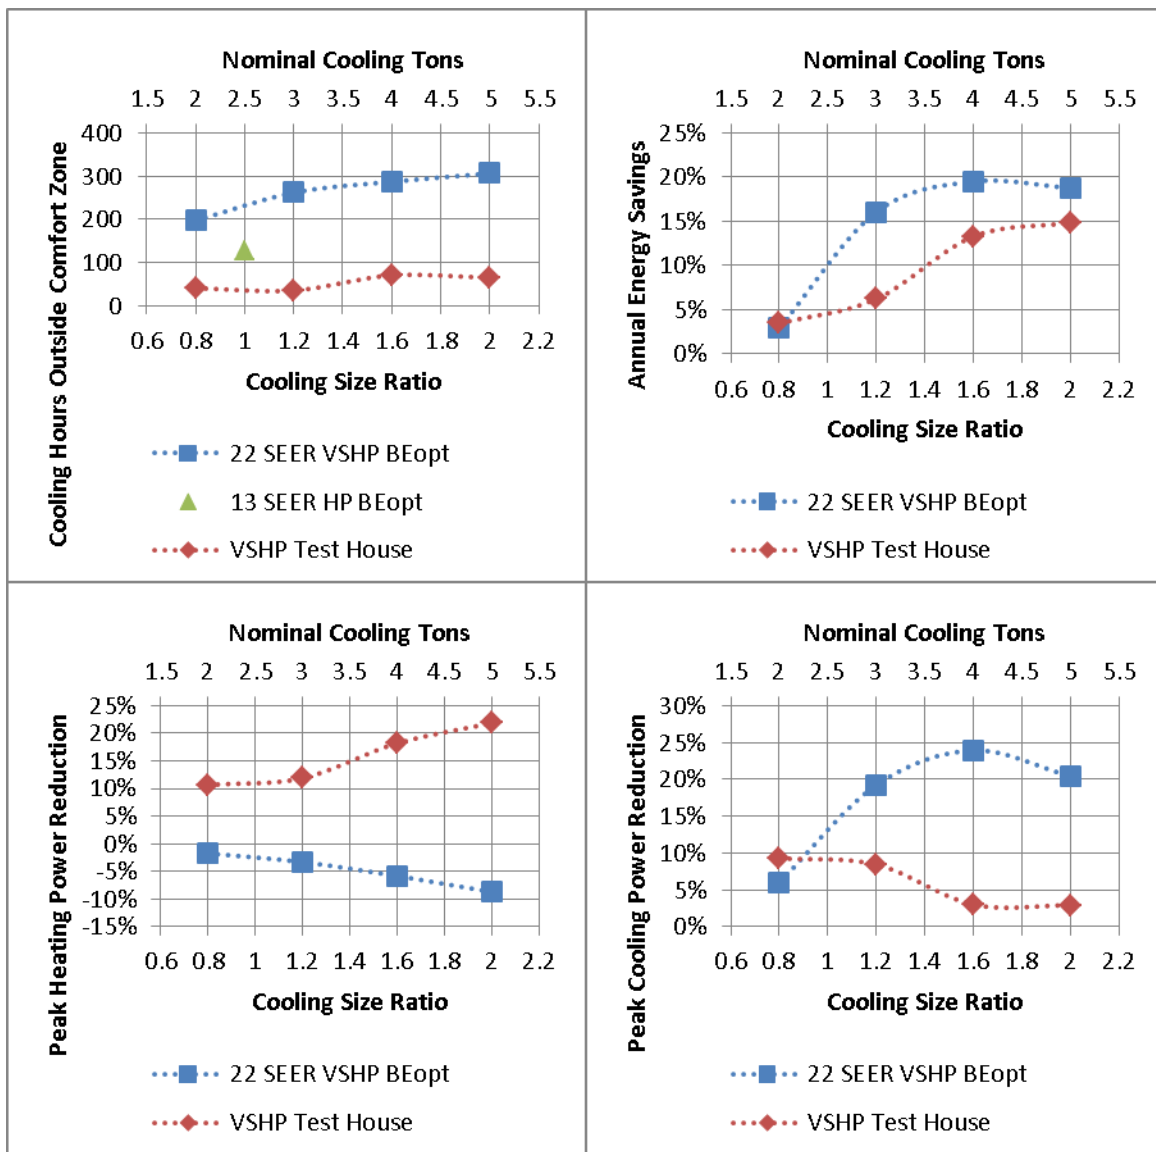 Nominal Cooling Tons
1.5 2 2.5 3 3.5 4 4.5 5 5.5
Cooling Hours Outside Comfort Zone
400
300
200
100
0
0.6 0.8 1 1.2 1.4 1.6 1.8 2 2.2
Cooling Size Ratio
22 SEER VSHP BEopt
13 SEER HP BEopt
VSHP Test House
Nominal Cooling Tons
1.5 2 2.5 3 3.5 4 4.5 5 5.5
Annual Energy Savings
25%
20%
15%
10%
5%
0%
0.6 0.8 1 1.2 1.4 1.6 1.8 2 2.2
Cooling Size Ratio
22 SEER VSHP BEopt
VSHP Test House
Nominal Cooling Tons
1.5 2 2.5 3 3.5 4 4.5 5 5.5
Peak Heating Power Reduction
25%
20%
15%
10%
5%
0%
-5%
-10%
-15%
0.6 0.8 1 1.2 1.4 1.6 1.8 2 2.2
Cooling Size Ratio
22 SEER VSHP BEopt
VSHP Test House
Nominal Cooling Tons
1.5 2 2.5 3 3.5 4 4.5 5 5.5
Peak Cooling Power Reduction
30%
25%
20%
15%
10%
5%
0%
0.6 0.8 1 1.2 1.4 1.6 1.8 2 2.2
Cooling Size Ratio
22 SEER VSHP BEopt
VSHP Test House